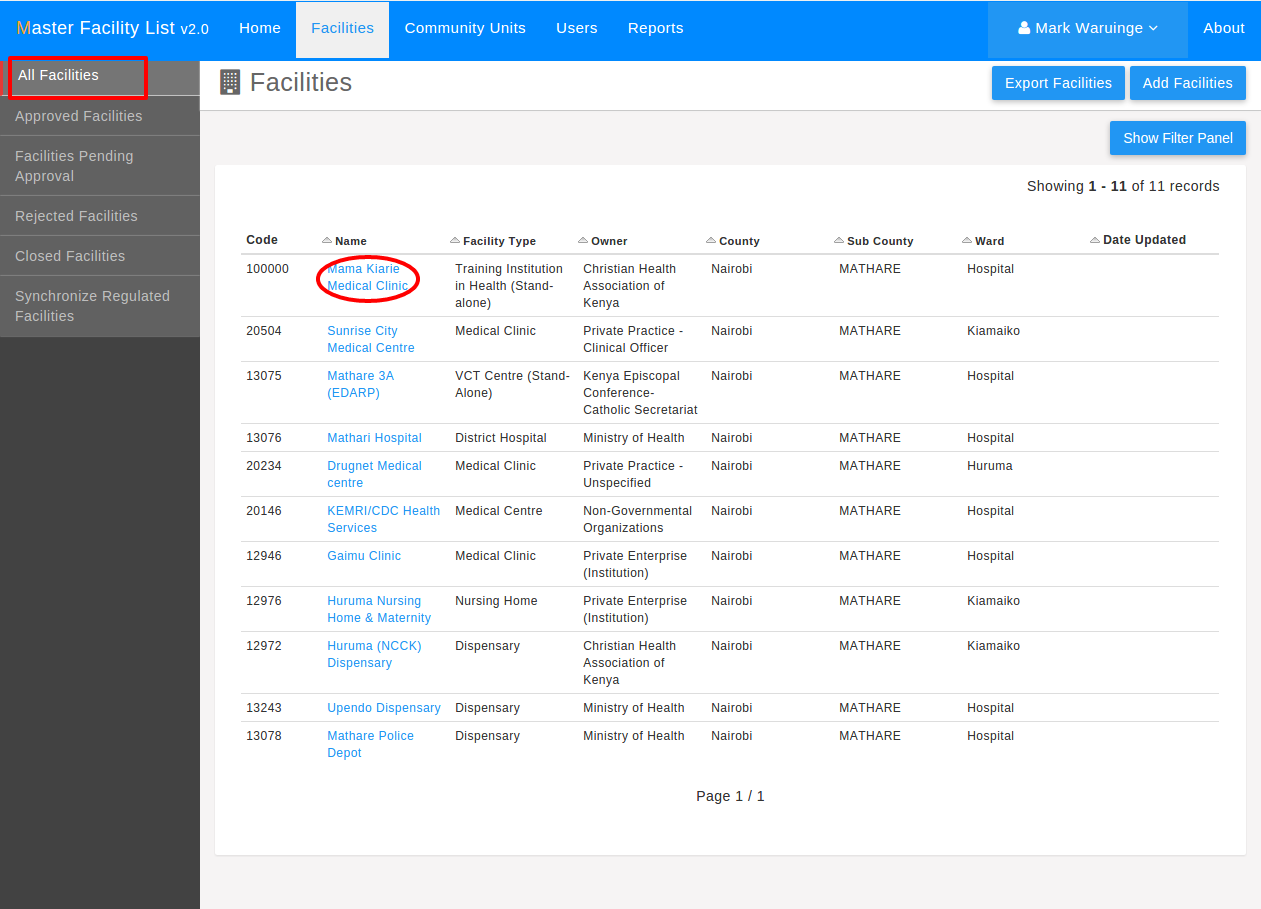 Master Facility List v2.0 Home Facilities Community Units Users Reports Mark Waruinge About
All Facilities
Approved Facilities
Facilities Pending
Approval
Rejected Facilities
Closed Facilities
Synchronize Regulated
Facilities
Facilities
Export Facilities Add Facilities
Show Filter Panel
Showing 1 - 11 of 11 records
Code Name Facility Type Owner County Sub County Ward Date Updated
100000 Mama Kiarie Training Institution Christian Health Nairobi MATHARE Hospital
Medical Clinic in Health (Stand- Association of
alone) Kenya
20504 Sunrise City Medical Clinic Private Practice - Nairobi MATHARE Kiamaiko
Medical Centre Clinical Officer
13075 Mathare 3A VCT Centre (Stand- Kenya Episcopal Nairobi MATHARE Hospital
(EDARP) Alone) Conference-
Catholic Secretariat
13076 Mathari Hospital District Hospital Ministry of Health Nairobi MATHARE Hospital
20234 Drugnet Medical Medical Clinic Private Practice - Nairobi MATHARE Huruma
centre Unspecified
20146 KEMRI/CDC Health Medical Centre Non-Governmental Nairobi MATHARE Hospital
Services Organizations
12946 Gaimu Clinic Medical Clinic Private Enterprise Nairobi MATHARE Hospital
(Institution)
12976 Huruma Nursing Nursing Home Private Enterprise Nairobi MATHARE Kiamaiko
Home & Maternity (Institution)
12972 Huruma (NCCK) Dispensary Christian Health Nairobi MATHARE Kiamaiko
Dispensary Association of
Kenya
13243 Upendo Dispensary Dispensary Ministry of Health Nairobi MATHARE Hospital
13078 Mathare Police Dispensary Ministry of Health Nairobi MATHARE Hospital
Depot
Page 1 / 1